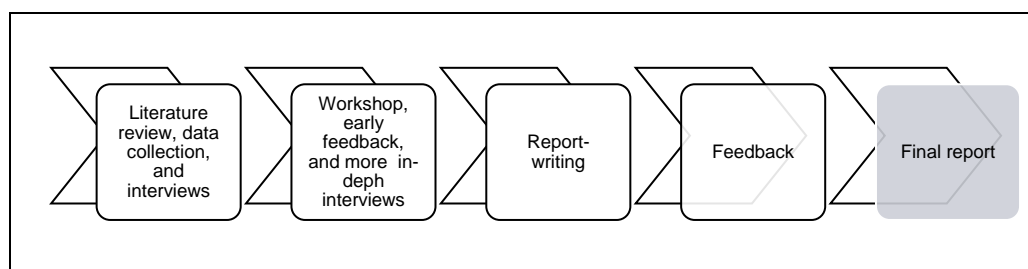 Literature
review, data
collection,
and
interviews
Workshop,
early
feedback,
and more in-
deph
interviews
Report-
writing
Feedback
Final report